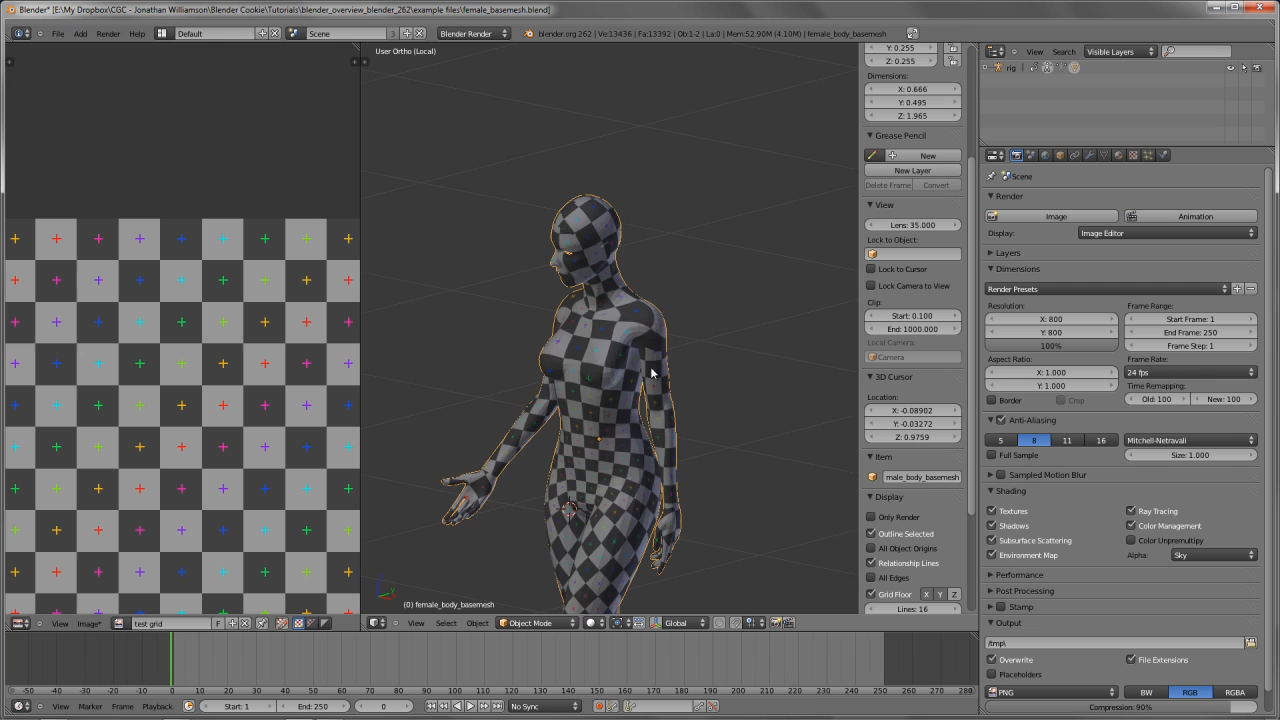 Blender* [E:\My Dropbox\CGC - Jonathan Williamson\Blender Cookie\Tutorials\blender_overview_blender_262\example files\female_basemesh.blend]
File Add Render Help Default Scene 3 Blender Render blender.org 262 | Ve:13436 | Fa:13392 | Ob:1-2 | La:0 | Mem:52.90M (4.10M) | female_body_basemesh
View Search Visible Layers
rig
User Ortho (Local)
(0) female_body_basemesh
Y: 0.255
Z: 0.255
Dimensions:
X: 0.666
Y: 0.495
Z: 1.965
Grease Pencil
New
New Layer
Delete Frame Convert
View
Lens: 35.000
Lock to Object:
Lock to Cursor
Lock Camera to View
Clip:
Start: 0.100
End: 1000.000
Local Camera:
Camera
3D Cursor
Location:
X: -0.08902
Y: -0.03272
Z: 0.9759
Item
male_body_basemesh
Display
Only Render
Outline Selected
All Object Origins
Relationship Lines
All Edges
Grid Floor X Y Z
Lines: 16
Scene
Render
Image Animation
Display: Image Editor
Layers
Dimensions
Render Presets
Resolution:
X: 800
Y: 800
100%
Aspect Ratio:
X: 1.000
Y: 1.000
Border Crop
Frame Range:
Start Frame: 1
End Frame: 250
Frame Step: 1
Frame Rate:
24 fps
Time Remapping:
Old: 100 New: 100
Anti-Aliasing
5 8 11 16 Mitchell-Netravali
Full Sample Size: 1.000
Sampled Motion Blur
Shading
Textures Ray Tracing
Shadows Color Management
Subsurface Scattering Color Unpremultipy
Environment Map Alpha: Sky
Performance
Post Processing
Stamp
Output
/tmp\
Overwrite File Extensions
Placeholders
PNG BW RGB RGBA
Compression: 90%
View Image* test grid F
View Select Object Object Mode Global
-50 -40 -30 -20 -10 0 10 20 30 40 50 60 70 80 90 100 110 120 130 140 150 160 170 180 190 200 210 220 230 240 250 260 270 280
View Marker Frame Playback Start: 1 End: 250 0 No Sync